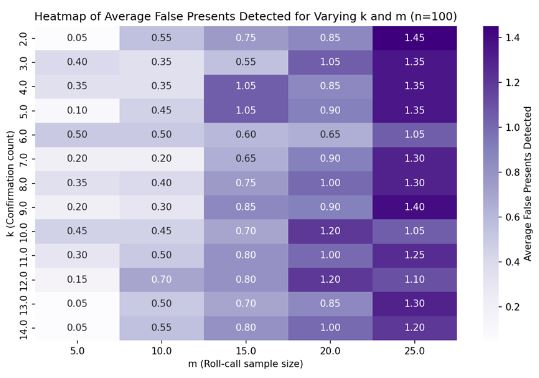 Heatmap of Average False Presents Detected for Varying k and m (n=100)
2.0 0.05 0.55 0.75 0.85 1.45
3.0 0.40 0.35 0.55 1.05 1.35
4.0 0.35 0.35 1.05 0.85 1.35
5.0 0.10 0.45 1.05 0.90 1.35
6.0 0.50 0.50 0.60 0.65 1.05
7.0 0.20 0.20 0.65 0.90 1.30
8.0 0.35 0.40 0.75 1.00 1.30
9.0 0.20 0.30 0.85 0.90 1.40
10.0 0.45 0.45 0.70 1.20 1.05
11.0 0.30 0.50 0.80 1.00 1.25
12.0 0.15 0.70 0.80 1.20 1.10
13.0 0.05 0.50 0.70 0.85 1.30
14.0 0.05 0.55 0.80 1.00 1.20
5.0 10.0 15.0 20.0 25.0
m (Roll-call sample size)
k (Confirmation count)
1.4
1.2
1.0
0.8
0.6
0.4
0.2
Average False Presents Detected